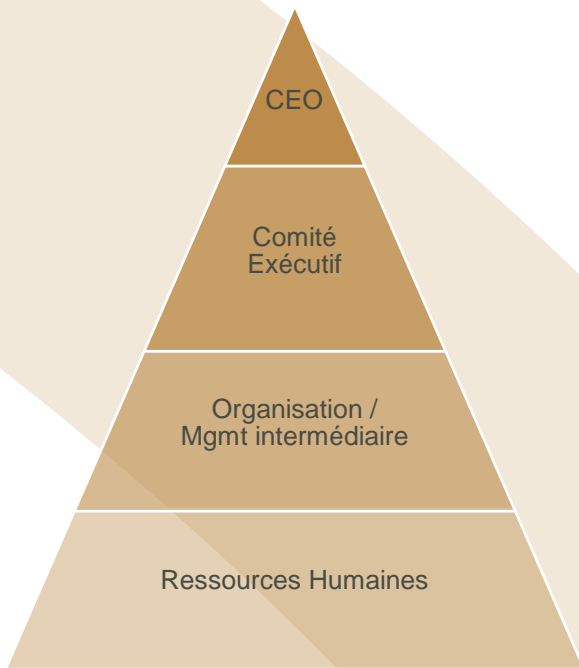 CEO
Comité
Exécutif
Organisation /
Mgmt intermédiaire
Ressources Humaines